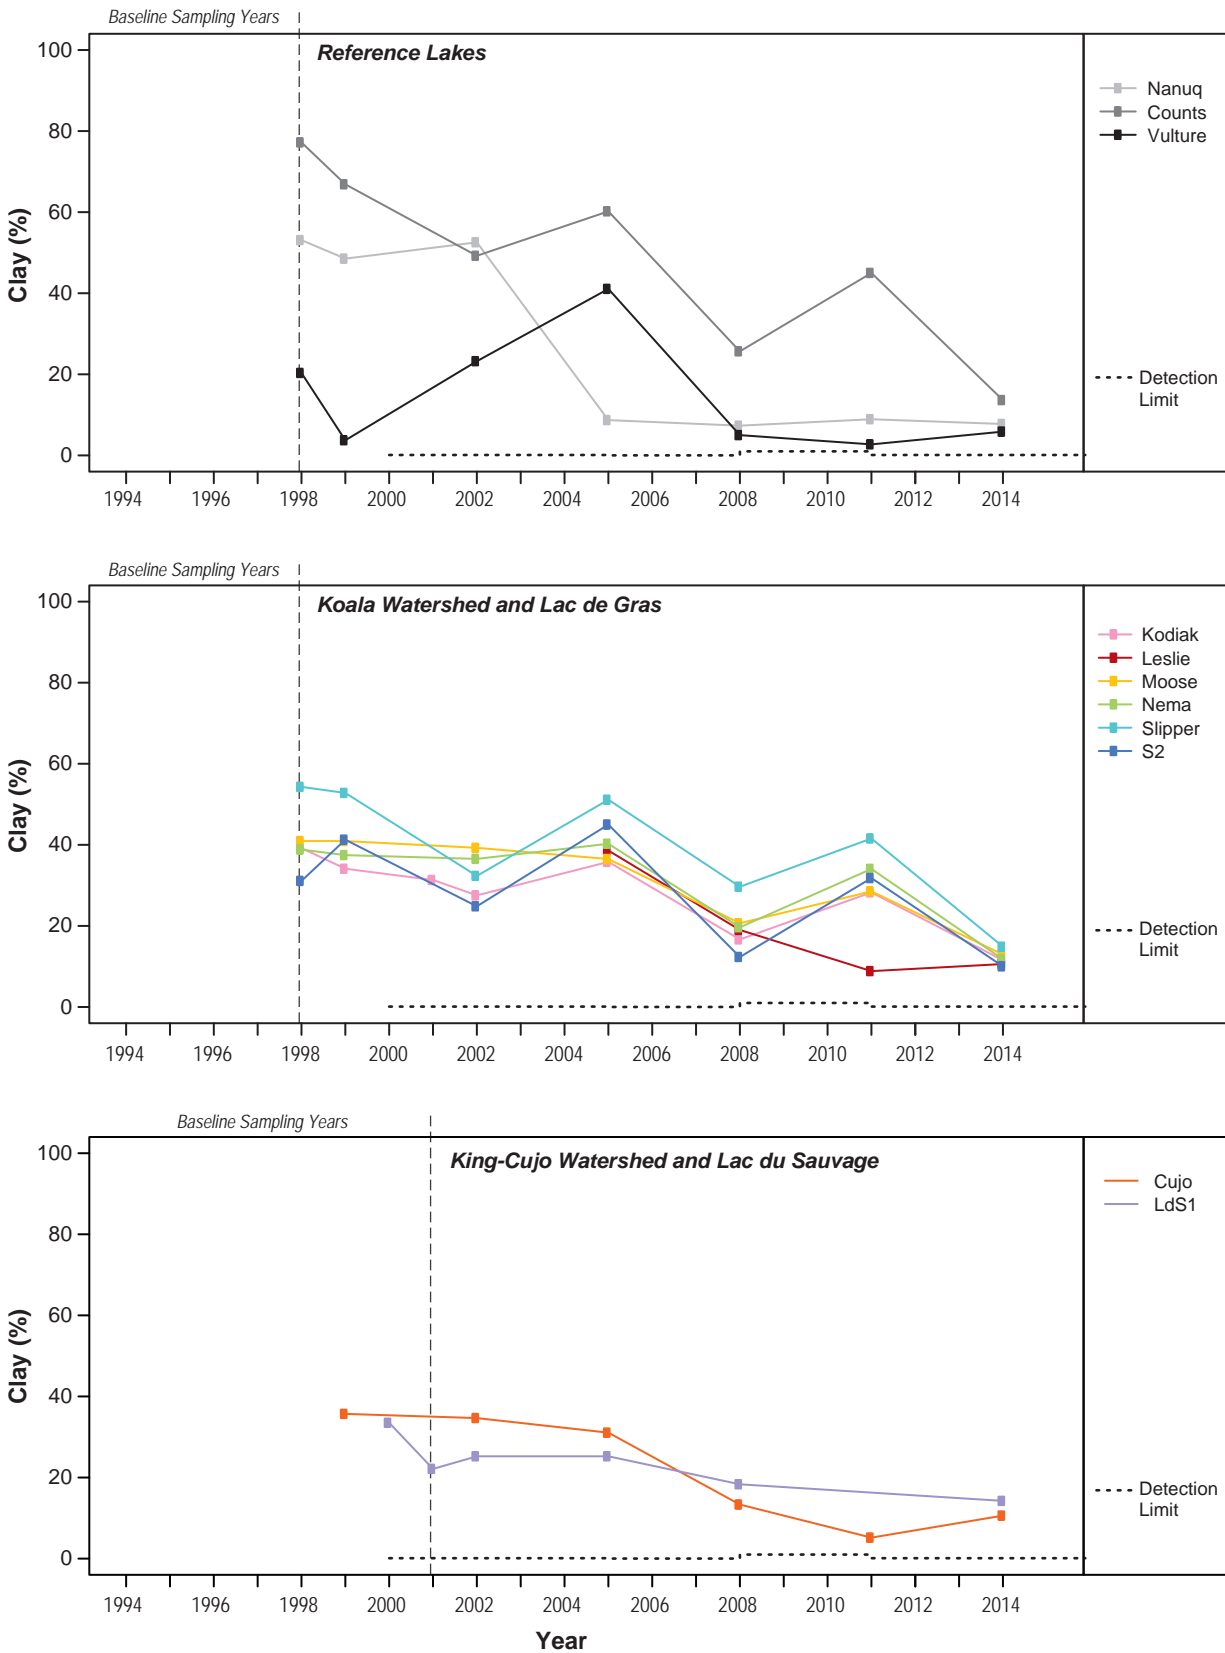 Baseline Sampling Years
Reference Lakes
Clay (%)
100
80
60
40
20
0
1994 1996 1998 2000 2002 2004 2006 2008 2010 2012 2014
Nanuq
Counts
Vulture
Detection
Limit
Baseline Sampling Years
Koala Watershed and Lac de Gras
Clay (%)
100
80
60
40
20
0
1994 1996 1998 2000 2002 2004 2006 2008 2010 2012 2014
Kodiak
Leslie
Moose
Nema
Slipper
S2
Detection
Limit
Baseline Sampling Years
King-Cujo Watershed and Lac du Sauvage
Clay (%)
100
80
60
40
20
0
1994 1996 1998 2000 2002 2004 2006 2008 2010 2012 2014
Year
Cujo
LdS1
Detection
Limit